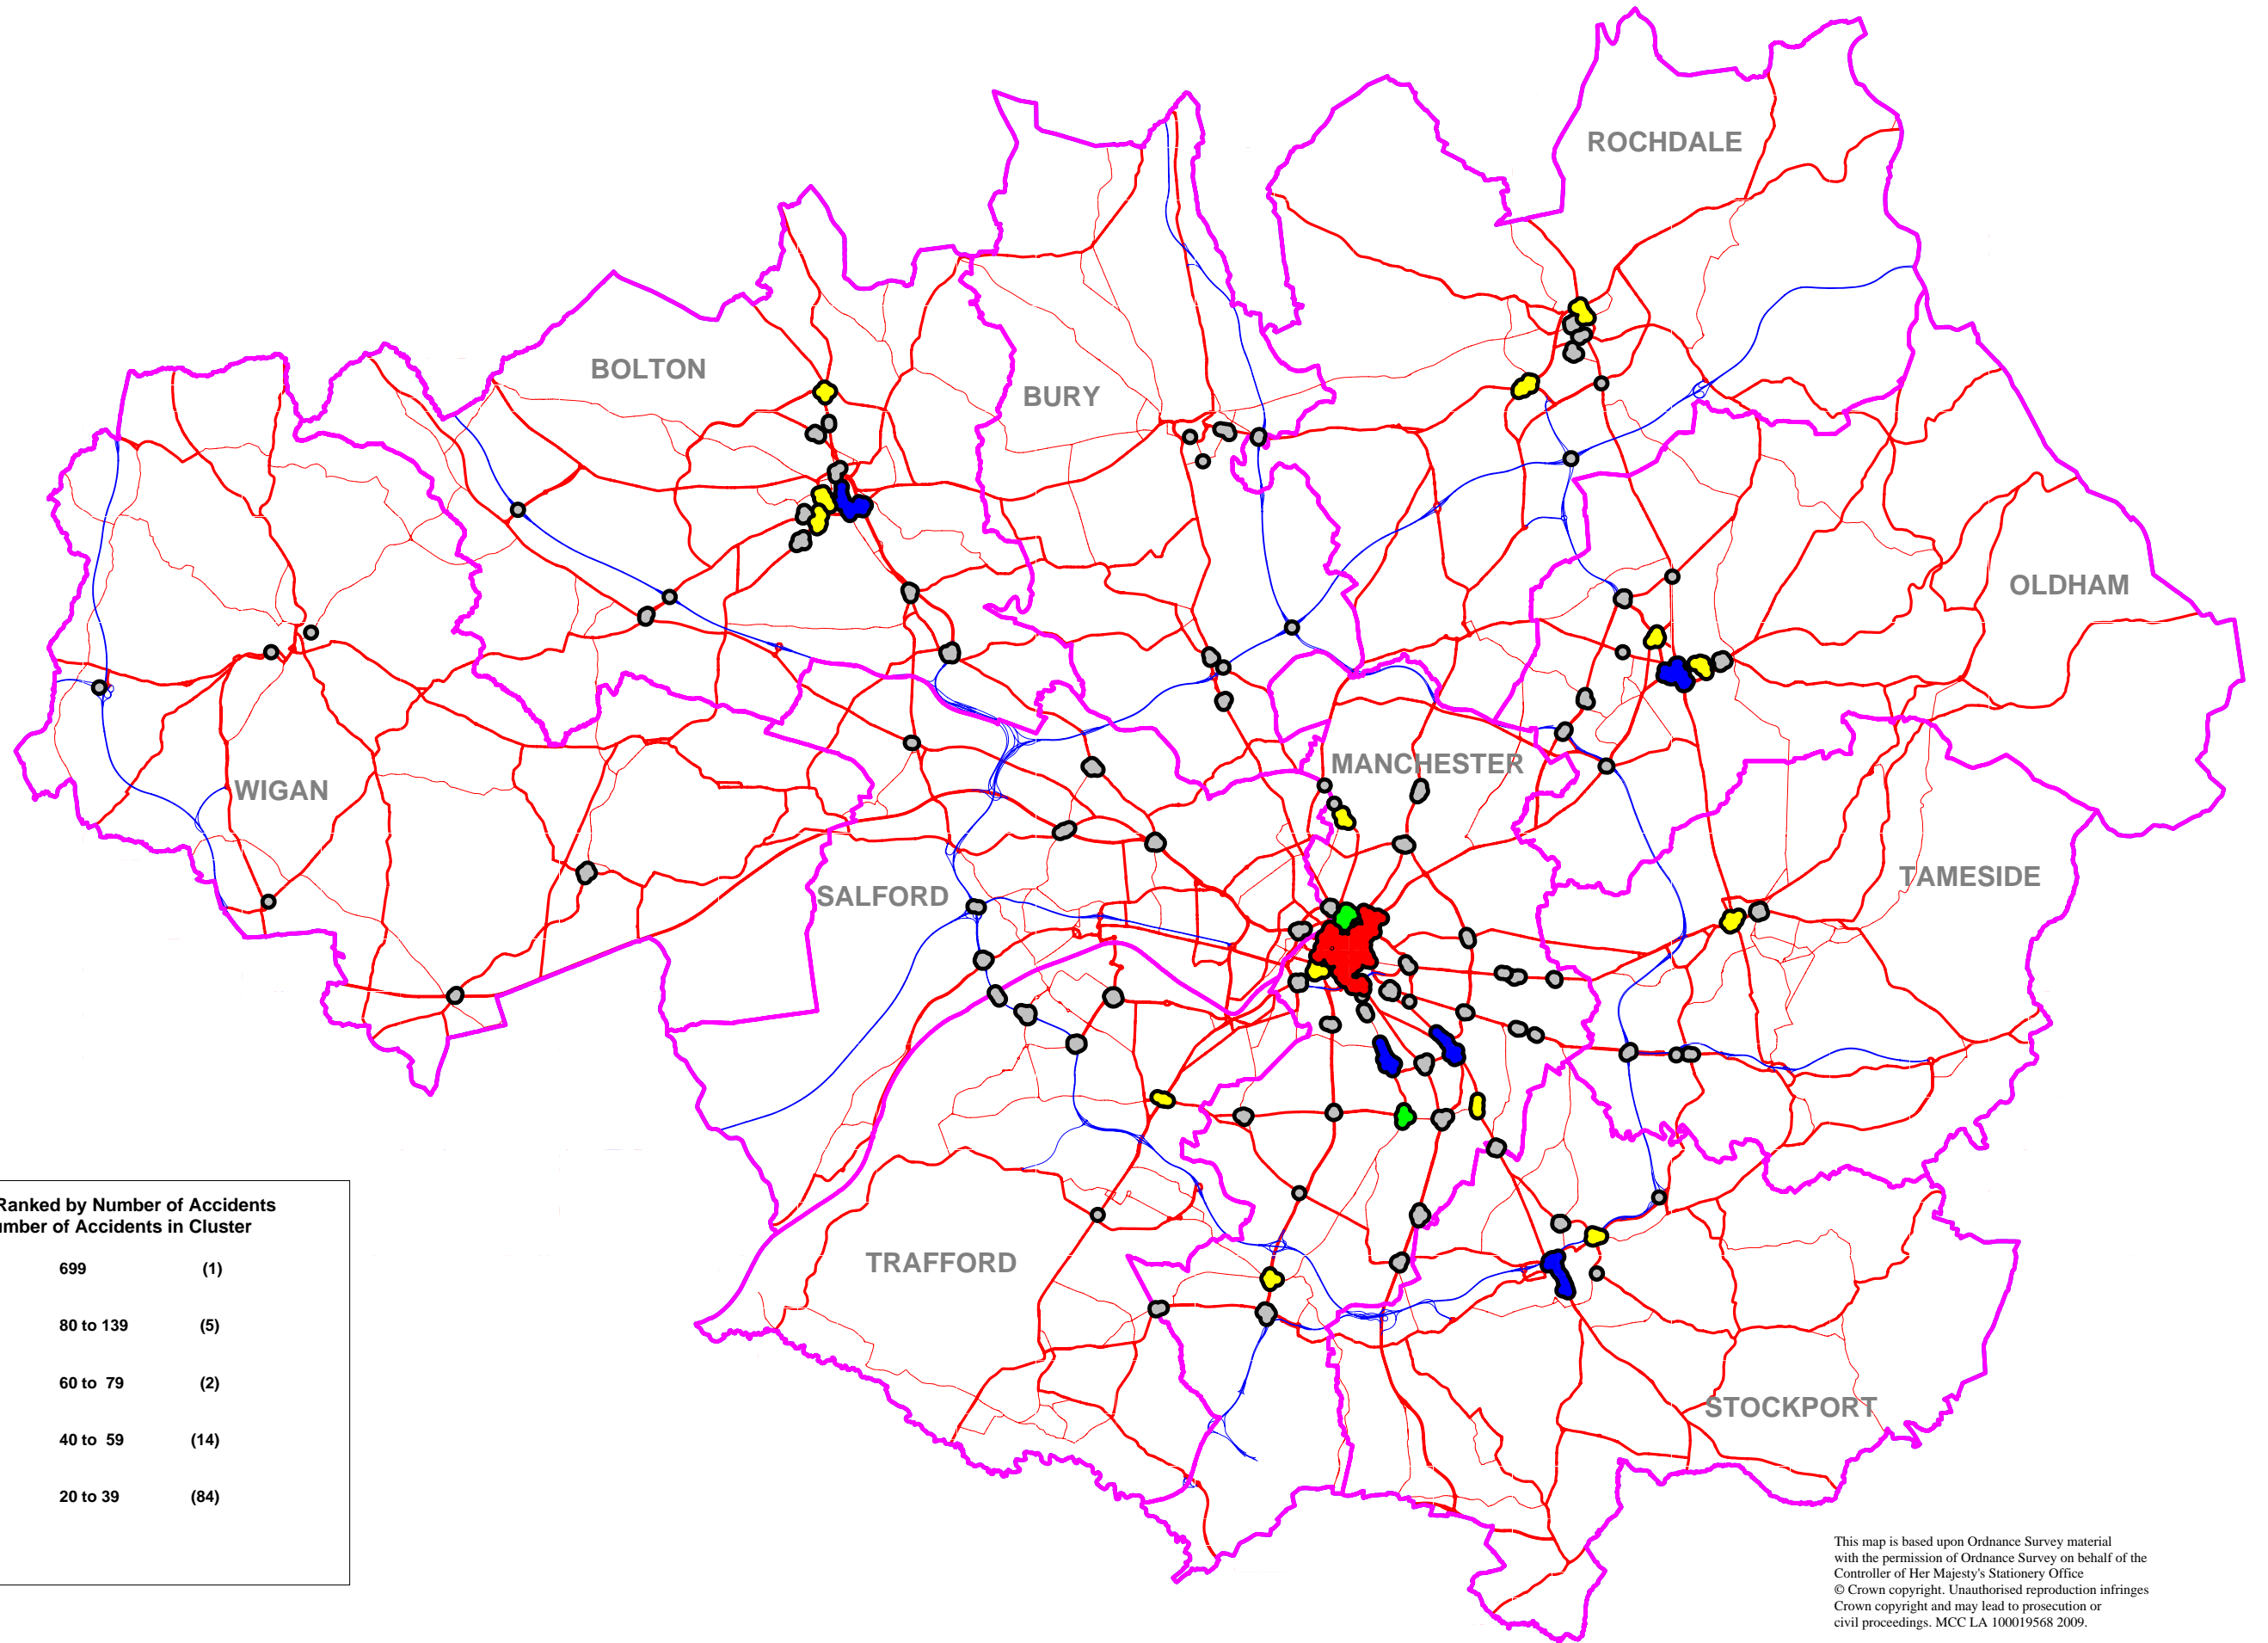 ROCHDALE
BOLTON
BURY
OLDHAM
MANCHESTER
WIGAN
TAMESIDE
SALFORD
TRAFFORD
STOCKPORT
Ranked by Number of Accidents
Number of Accidents in Cluster
699 (1)
80 to 139 (5)
60 to 79 (2)
40 to 59 (14)
20 to 39 (84)
This map is based upon Ordnance Survey material
with the permission of Ordnance Survey on behalf of the
Controller of Her Majesty's Stationery Office
© Crown copyright. Unauthorised reproduction infringes
Crown copyright and may lead to prosecution or
civil proceedings. MCC LA 100019568 2009.